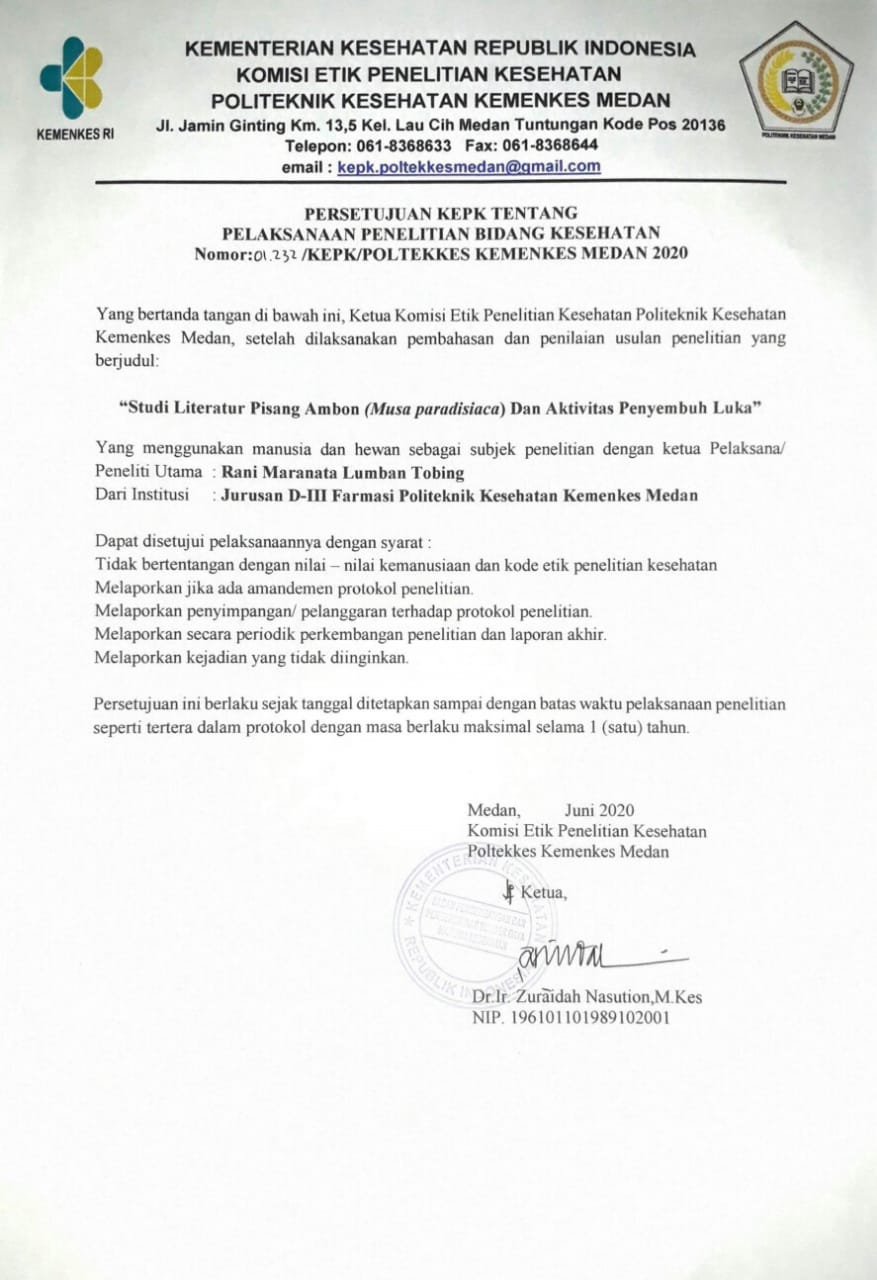 KEMENTERIAN KESEHATAN REPUBLIK INDONESIA
KOMISI ETIK PENELITIAN KESEHATAN
POLITEKNIK KESEHATAN KEMENKES MEDAN
Jl. Jamin Ginting Km. 13,5 Kel. Lau Cih Medan Tuntungan Kode Pos 20136
Telepon: 061-8368633 Fax: 061-8368644
email : kepk.poltekkesmedan@gmail.com
KEMENKES RI
POLITEKNIK KESEHATAN MEDAN
PERSETUJUAN KEPK TENTANG
PELAKSANAAN PENELITIAN BIDANG KESEHATAN
Nomor:01.232/KEPK/POLTEKKES KEMENKES MEDAN 2020
Yang bertanda tangan di bawah ini, Ketua Komisi Etik Penelitian Kesehatan Politeknik Kesehatan
Kemenkes Medan, setelah dilaksanakan pembahasan dan penilaian usulan penelitian yang
berjudul:
“Studi Literatur Pisang Ambon (Musa paradisiaca) Dan Aktivitas Penyembuh Luka”
Yang menggunakan manusia dan hewan sebagai subjek penelitian dengan ketua Pelaksana/
Peneliti Utama : Rani Maranata Lumban Tobing
Dari Institusi : Jurusan D-III Farmasi Politeknik Kesehatan Kemenkes Medan
Dapat disetujui pelaksanaannya dengan syarat :
Tidak bertentangan dengan nilai – nilai kemanusiaan dan kode etik penelitian kesehatan
Melaporkan jika ada amandemen protokol penelitian.
Melaporkan penyimpangan/ pelanggaran terhadap protokol penelitian.
Melaporkan secara periodik perkembangan penelitian dan laporan akhir.
Melaporkan kejadian yang tidak diinginkan.
Persetujuan ini berlaku sejak tanggal ditetapkan sampai dengan batas waktu pelaksanaan penelitian
seperti tertera dalam protokol dengan masa berlaku maksimal selama 1 (satu) tahun.
Medan, Juni 2020
Komisi Etik Penelitian Kesehatan
Poltekkes Kemenkes Medan
Ketua,
KEMENTERIAN KESEHATAN
REPUBLIK INDONESIA
Dr.Ir. Zuraidah Nasution,M.Kes
NIP. 196101101989102001